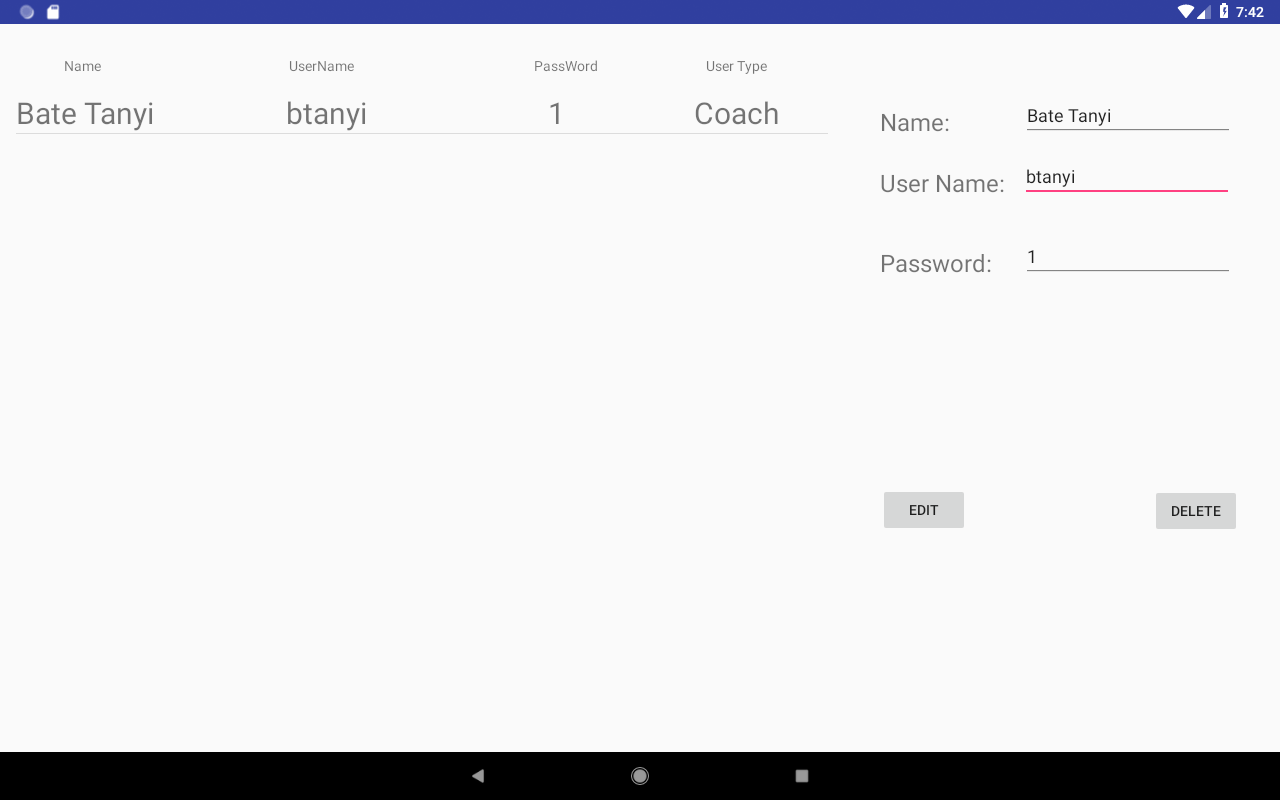 7:42
Name UserName PassWord User Type
Bate Tanyi btanyi 1 Coach
Name: Bate Tanyi
User Name: btanyi
Password: 1
EDIT DELETE